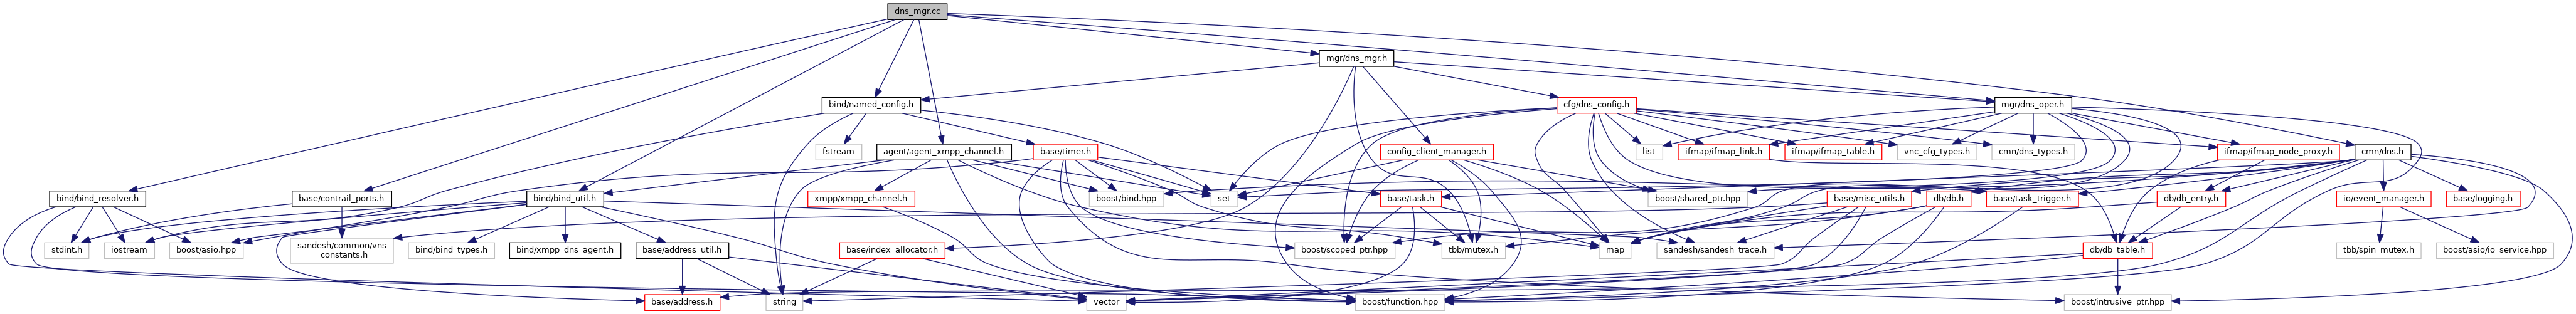 dns_mgr.cc
mgr/dns_mgr.h
bind/named_config.h
cfg/dns_config.h
mgr/dns_oper.h
fstream
agent/agent_xmpp_channel.h
base/timer.h
config_client_manager.h
list
ifmap/ifmap_link.h
ifmap/ifmap_table.h
vnc_cfg_types.h
cmn/dns_types.h
ifmap/ifmap_node_proxy.h
cmn/dns.h
bind/bind_resolver.h
base/contrail_ports.h
bind/bind_util.h
xmpp/xmpp_channel.h
boost/bind.hpp
set
base/task.h
boost/shared_ptr.hpp
base/misc_utils.h
db/db.h
base/task_trigger.h
db/db_entry.h
io/event_manager.h
base/logging.h
stdint.h
iostream
boost/asio.hpp
sandesh/common/vns
_constants.h
bind/bind_types.h
bind/xmpp_dns_agent.h
base/address_util.h
base/index_allocator.h
boost/scoped_ptr.hpp
tbb/mutex.h
map
sandesh/sandesh_trace.h
db/db_table.h
tbb/spin_mutex.h
boost/asio/io_service.hpp
base/address.h
string
vector
boost/function.hpp
boost/intrusive_ptr.hpp